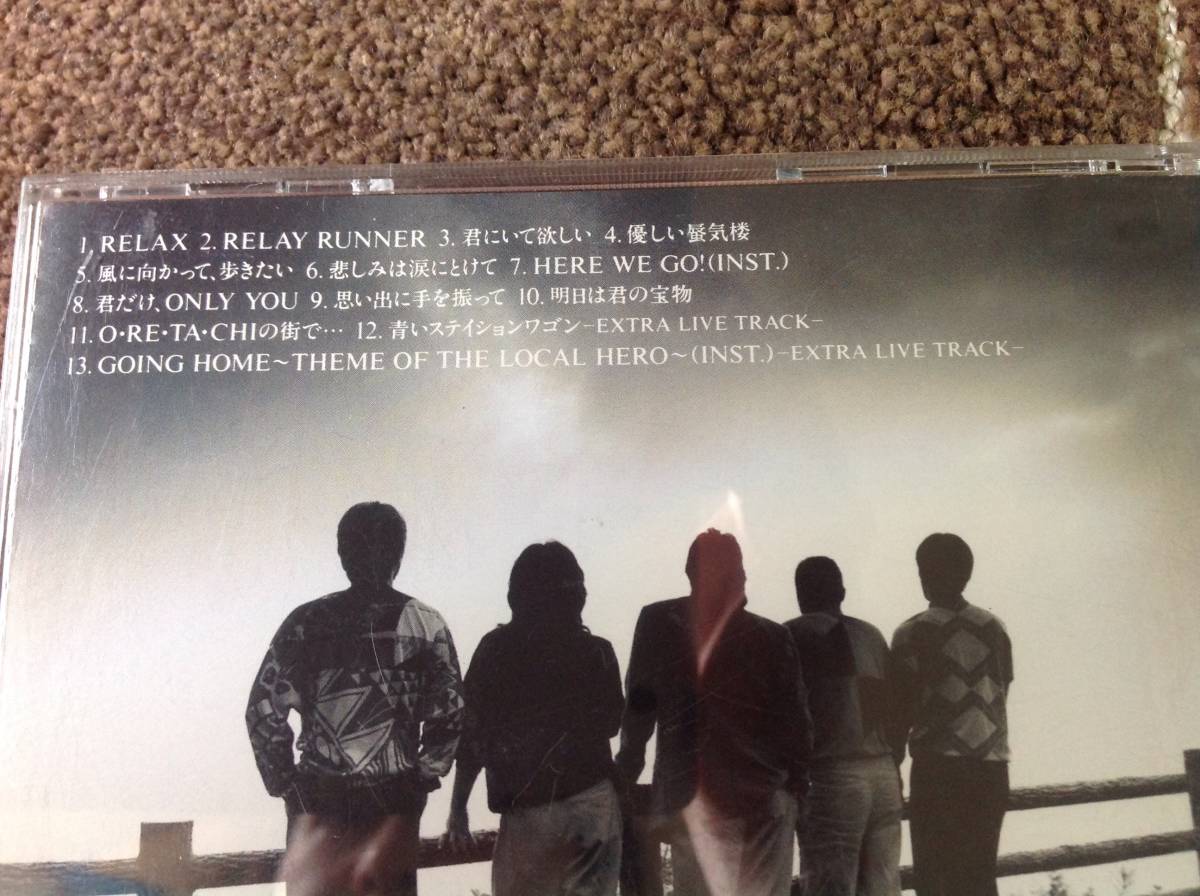 1. RELAX 2. RELAY RUNNER 3. 君にいて欲しい 4. 優しい蜃気楼
5. 風に向かって、歩きたい 6. 悲しみは涙にとけて 7. HERE WE GO!(INST.)
8. 君だけ、ONLY YOU 9. 思い出に手を振って 10. 明日は君の宝物
11. O・RE・TA・CHIの街で… 12. 青いステイションワゴン–EXTRA LIVE TRACK–
13. GOING HOME〜THEME OF THE LOCAL HERO〜(INST.)–EXTRA LIVE TRACK–